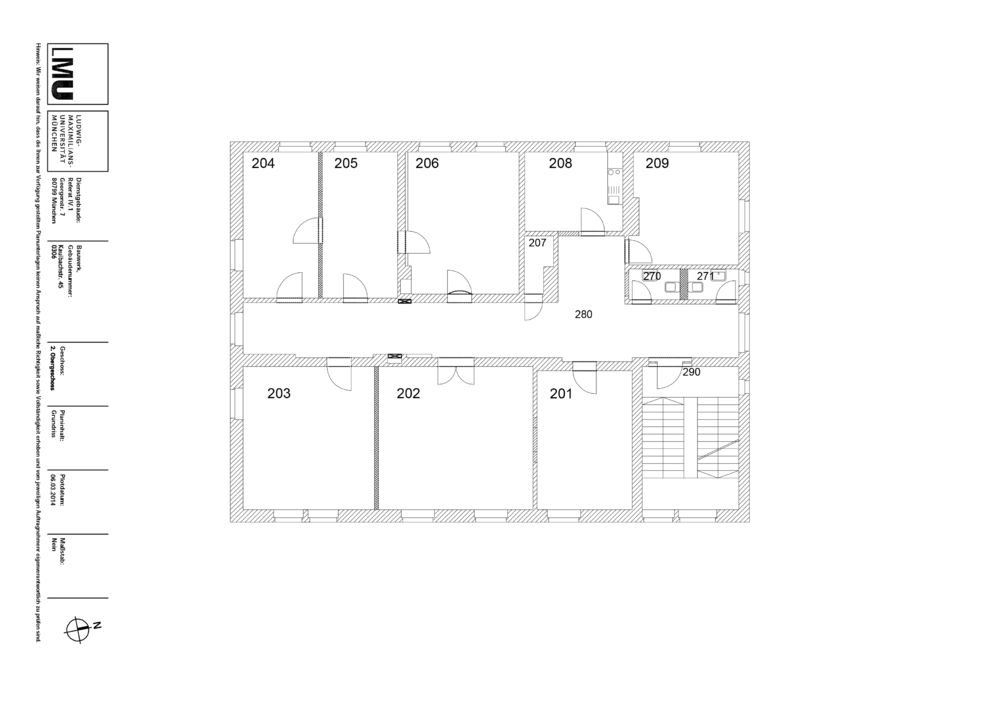 LMU
LUDWIG-
MAXIMILIANS-
UNIVERSITÄT
MÜNCHEN
Dienstgebäude:
Referat IV.1
Georgenstr. 7
80799 München
Bauwerk,
Gebäudenummer:
Kaulbachstr. 45
0306
Geschoss:
2. Obergeschoss
Planinhalt:
Grundriss
Plotdatum:
06.03.2014
Maßstab:
Nein
N
Hinweis: Wir weisen darauf hin, dass die Ihnen zur Verfügung gestellten Planunterlagen keinen Anspruch auf maßliche Richtigkeit sowie Vollständigkeit erheben und vom jeweiligen Auftragnehmer eigenverantwortlich zu prüfen sind.
204
205
206
208
209
207
270
271
280
290
203
202
201